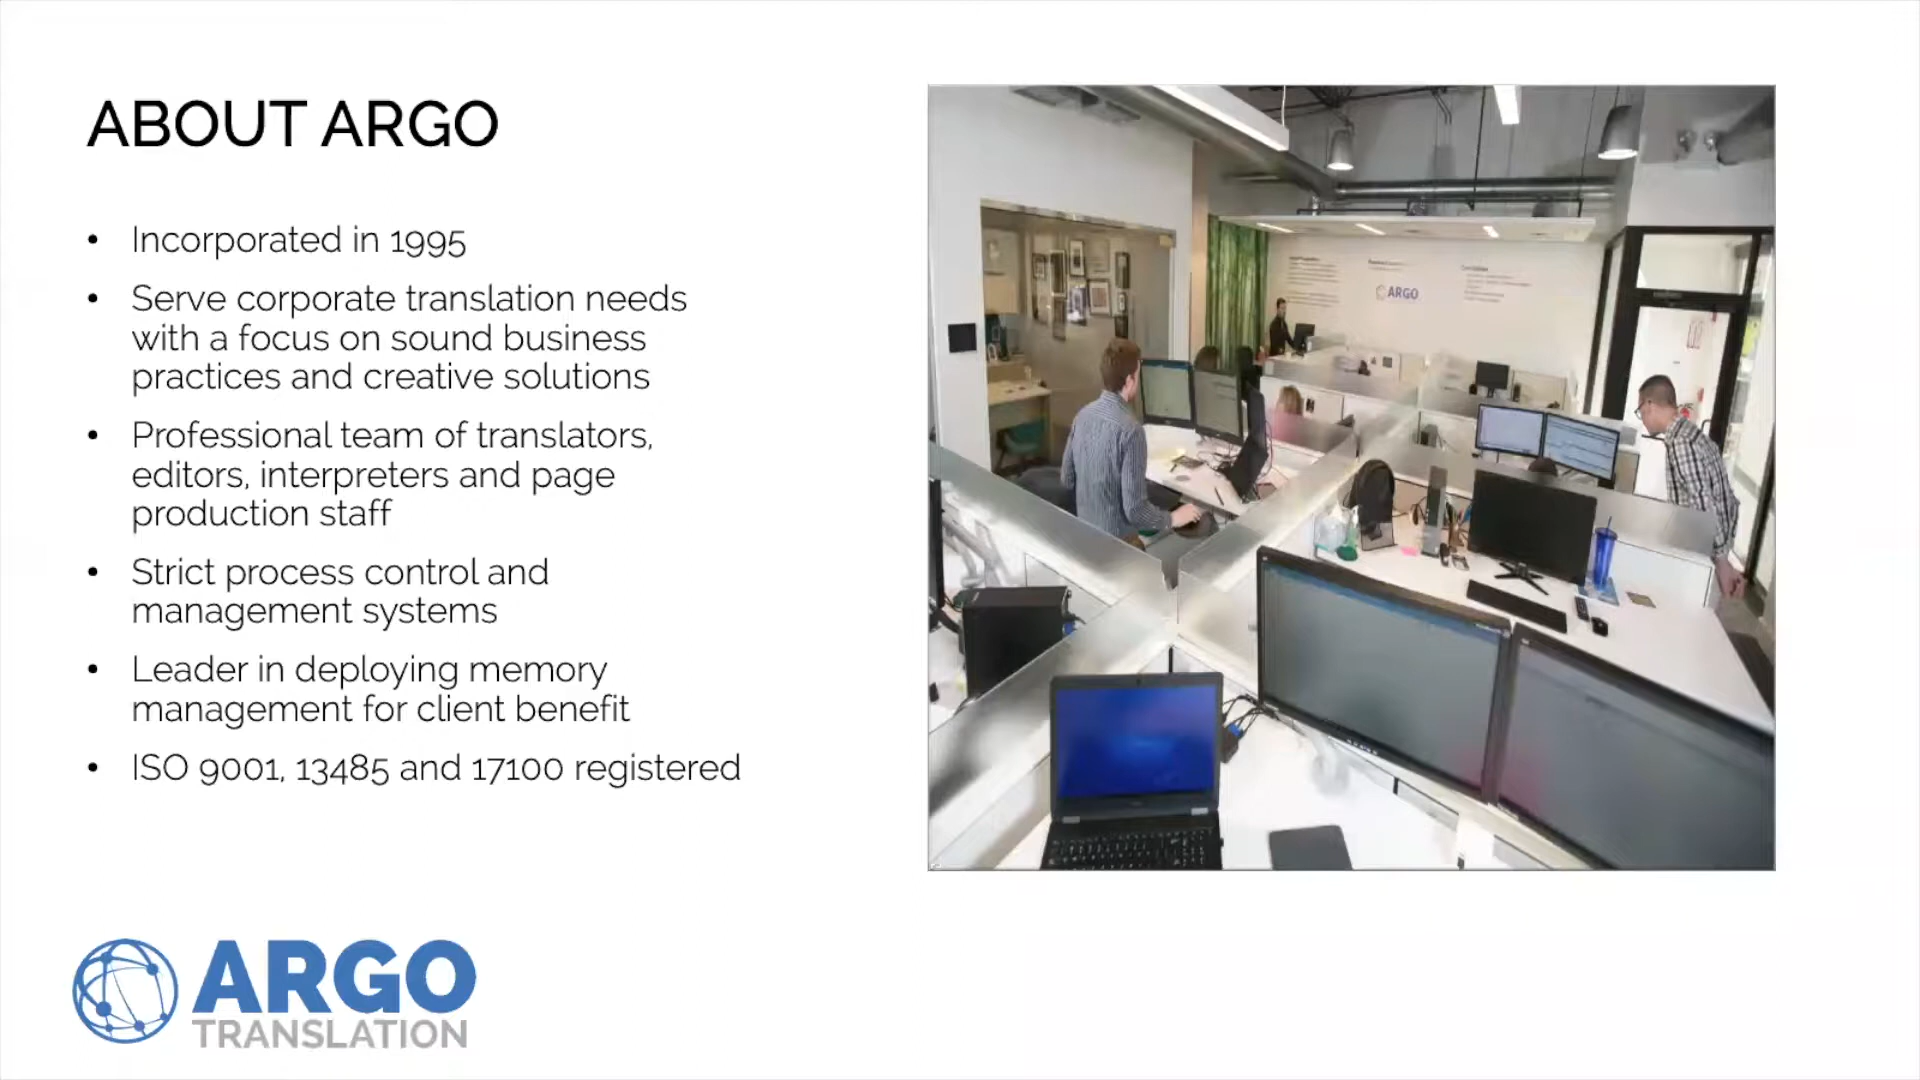 ABOUT ARGO
• Incorporated in 1995
• Serve corporate translation needs
with a focus on sound business
practices and creative solutions
• Professional team of translators,
editors, interpreters and page
production staff
• Strict process control and
management systems
• Leader in deploying memory
management for client benefit
• ISO 9001, 13485 and 17100 registered
ARGO
ARGO
TRANSLATION